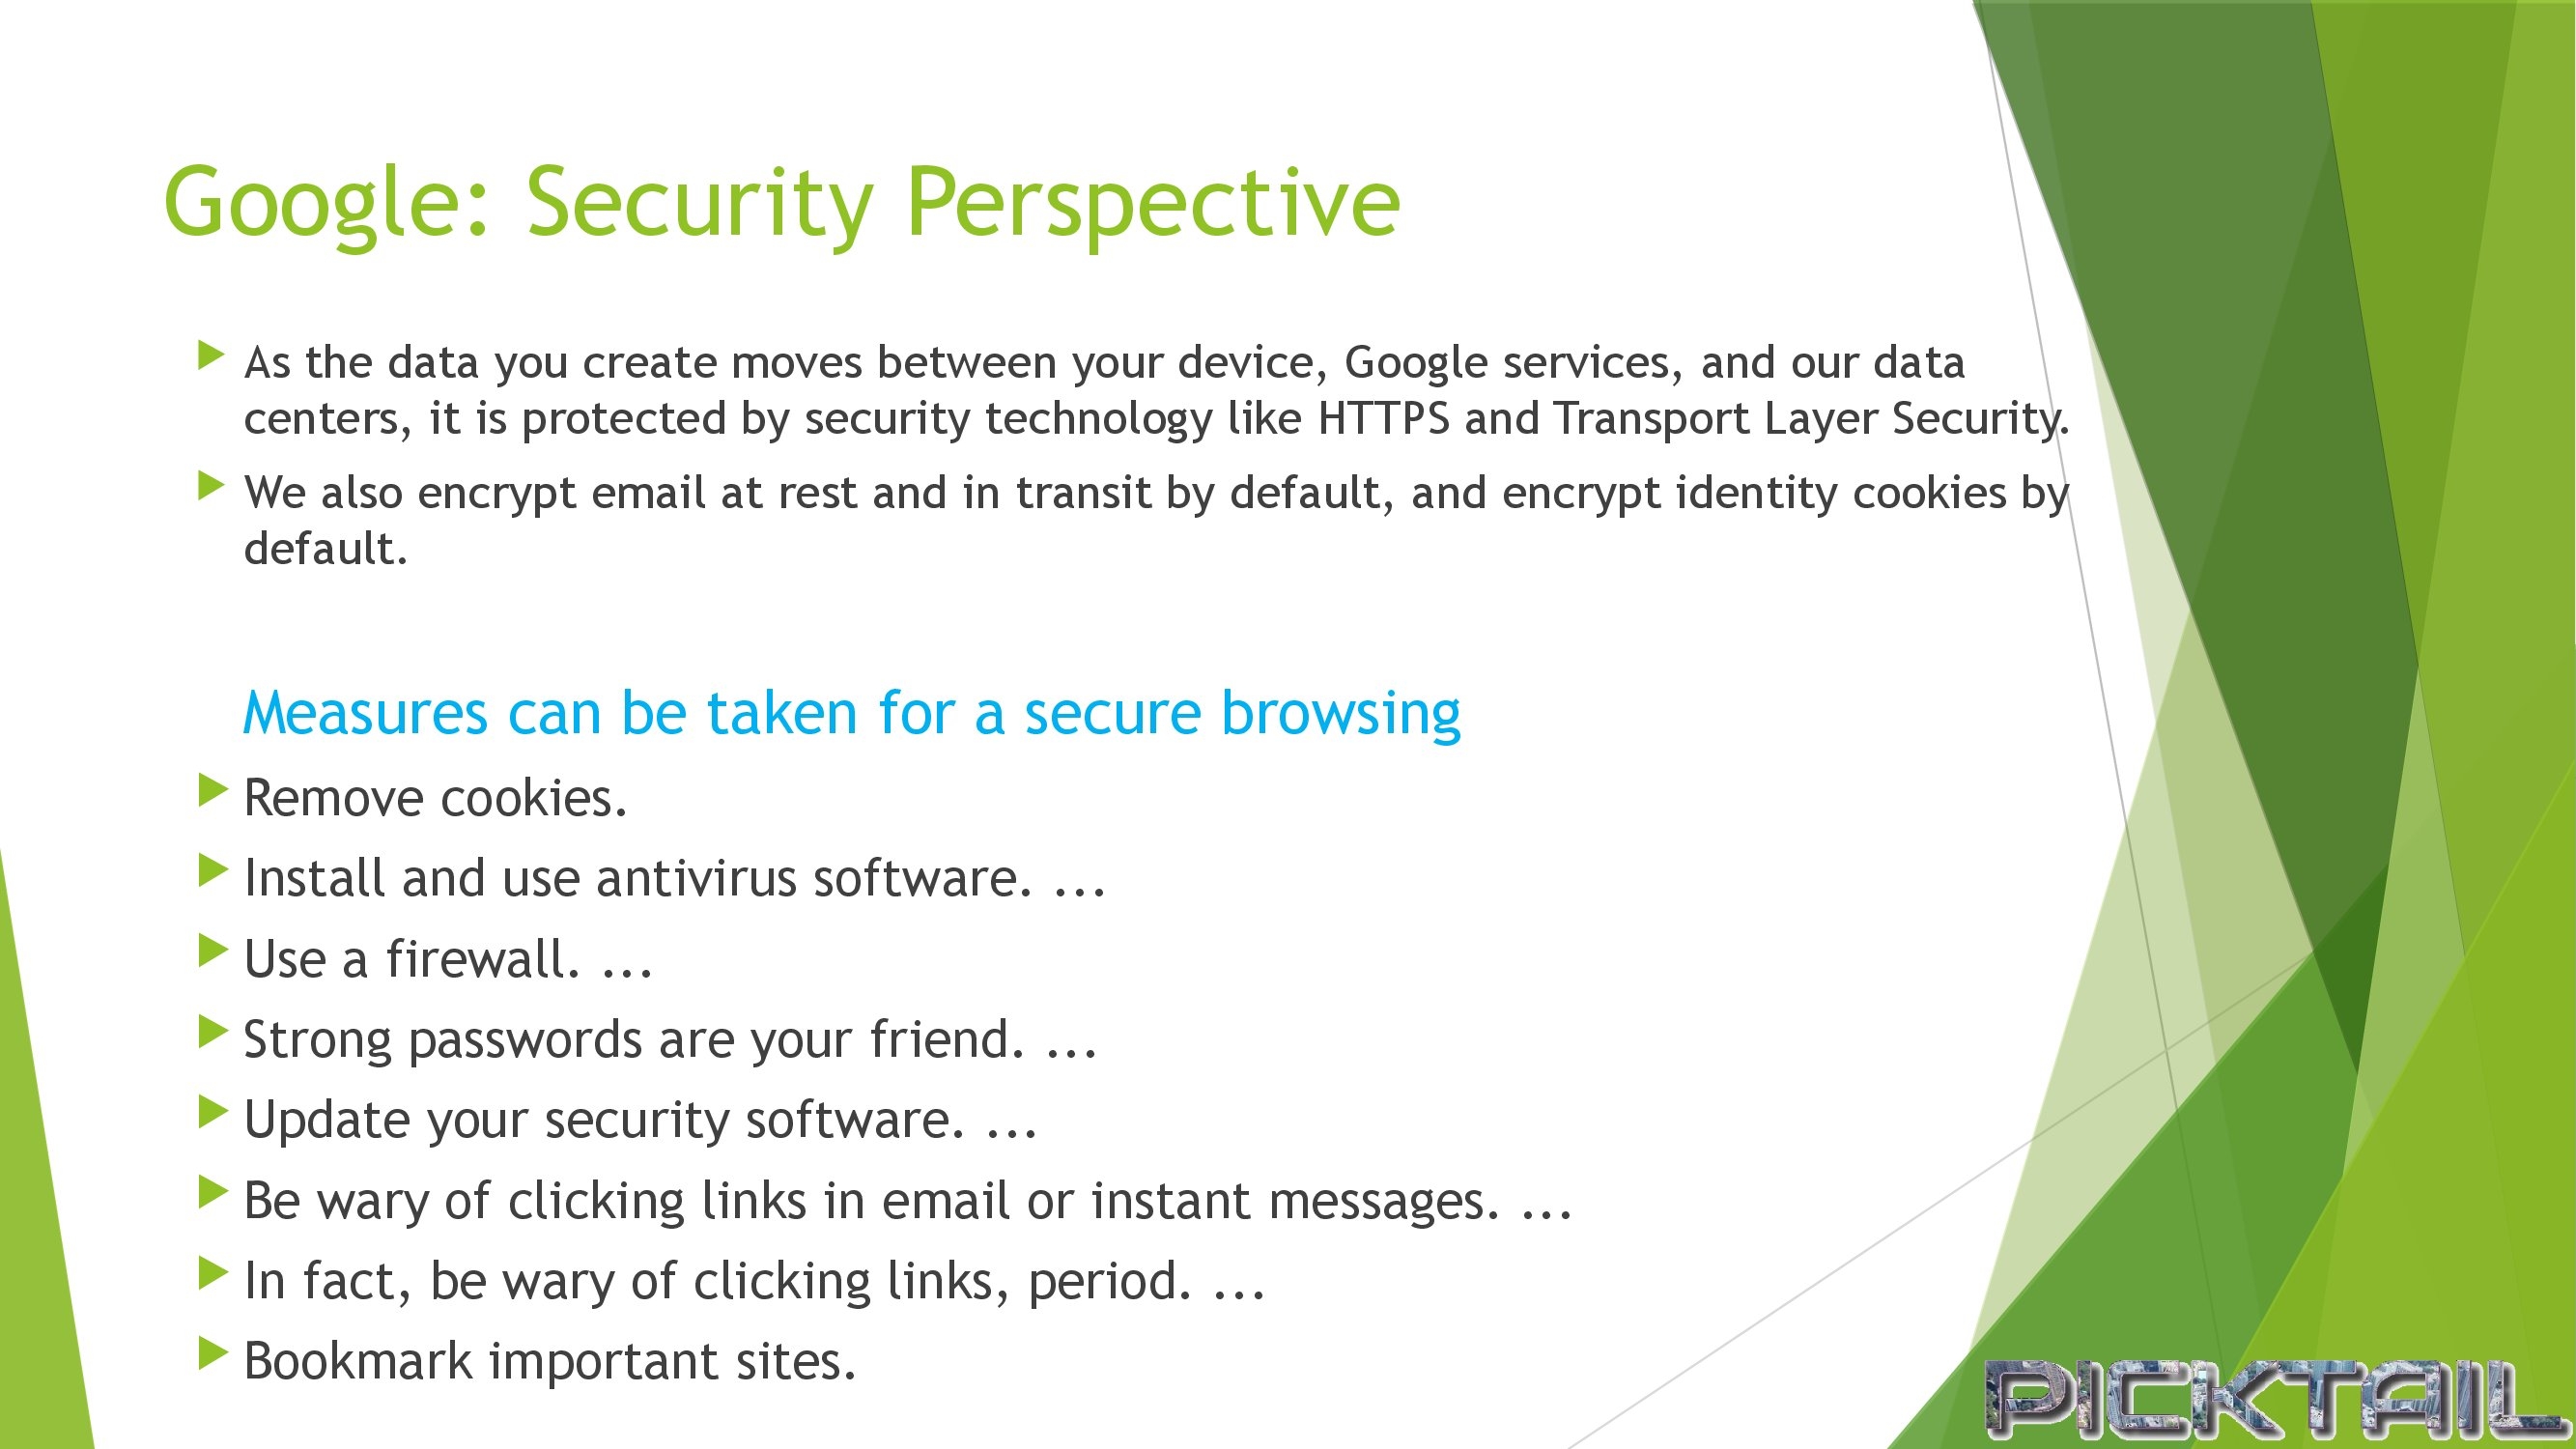 Google: Security Perspective
As the data you create moves between your device, Google services, and our data
centers, it is protected by security technology like HTTPS and Transport Layer Security.
We also encrypt email at rest and in transit by default, and encrypt identity cookies by
default.
Measures can be taken for a secure browsing
Remove cookies.
Install and use antivirus software. ...
Use a firewall. ...
Strong passwords are your friend. ...
Update your security software. ...
Be wary of clicking links in email or instant messages. ...
In fact, be wary of clicking links, period. ...
Bookmark important sites.
PICKTAIL